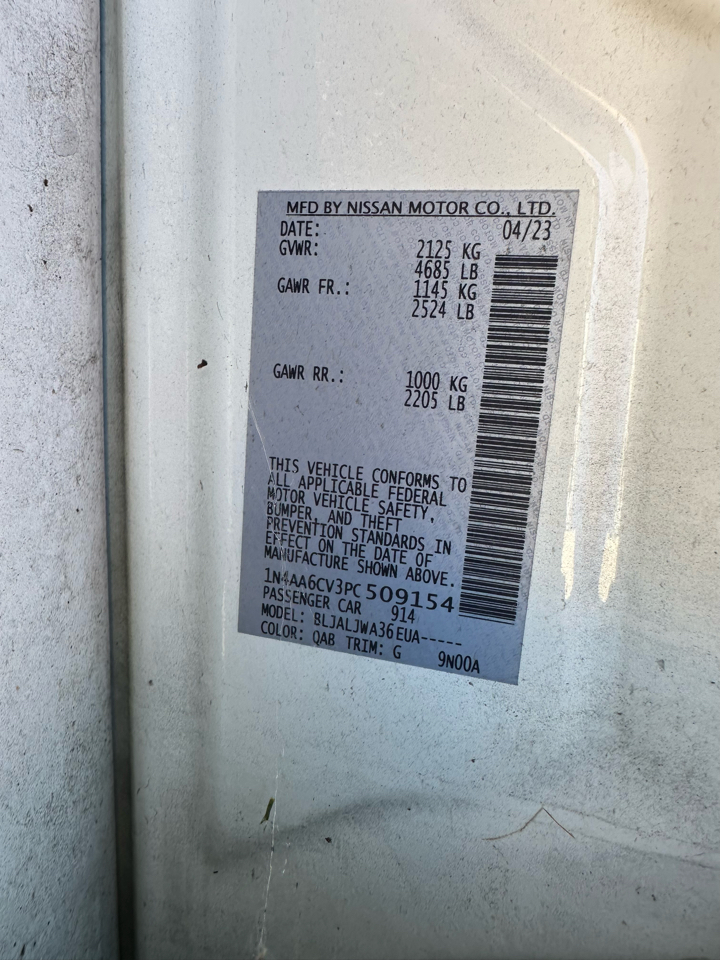 MFD BY NISSAN MOTOR CO., LTD.
DATE: 04/23
GVWR: 2125 KG
4685 LB
GAWR FR.: 1145 KG
2524 LB
GAWR RR.: 1000 KG
2205 LB
THIS VEHICLE CONFORMS TO
ALL APPLICABLE FEDERAL
MOTOR VEHICLE SAFETY,
BUMPER, AND THEFT
PREVENTION STANDARDS IN
EFFECT ON THE DATE OF
MANUFACTURE SHOWN ABOVE.
1N4AA6CV3PC509154
PASSENGER CAR 914
MODEL: BLJALJWA36EUA-----
COLOR: QAB TRIM: G 9N00A